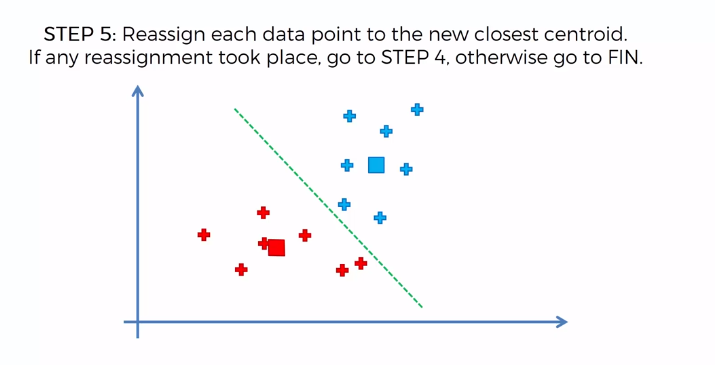 STEP 5: Reassign each data point to the new closest centroid.
If any reassignment took place, go to STEP 4, otherwise go to FIN.